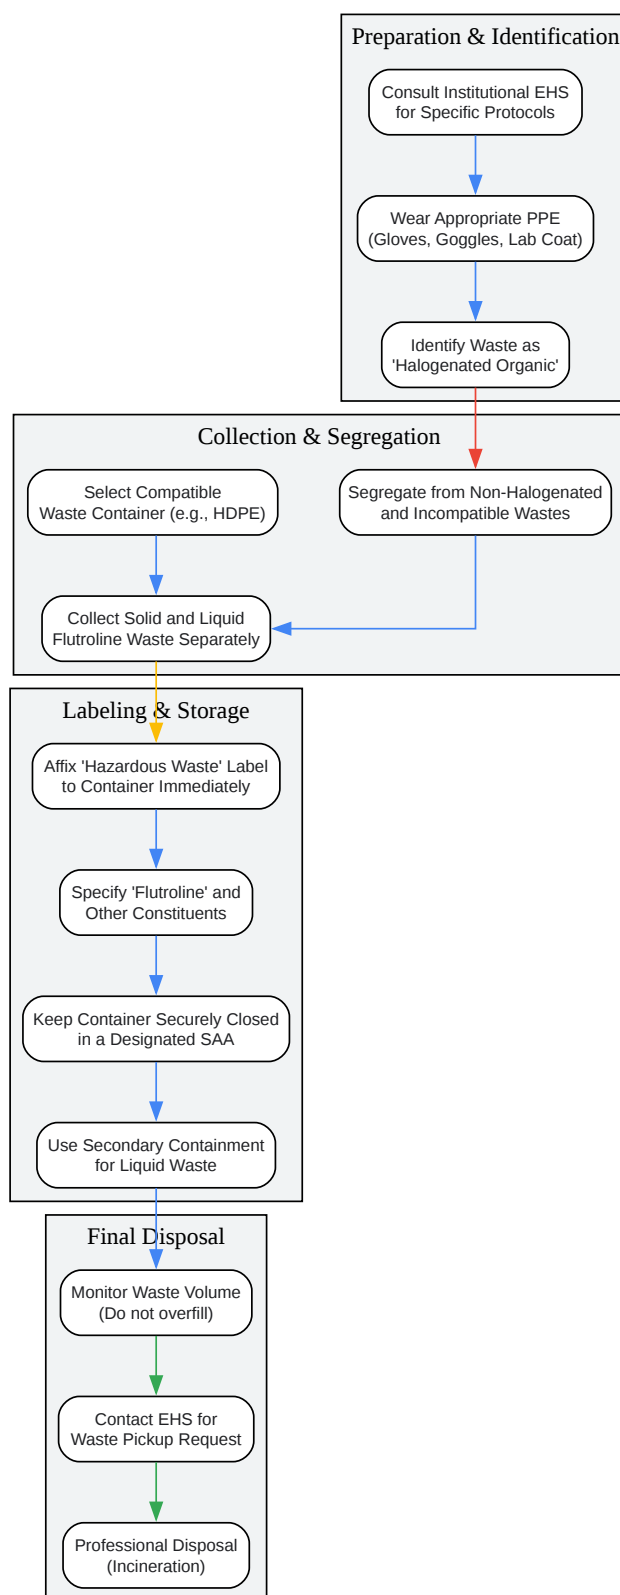 Preparation & Identification
Consult Institutional EHS
for Specific Protocols
Wear Appropriate PPE
(Gloves, Goggles, Lab Coat)
Identify Waste as
'Halogenated Organic'
Collection & Segregation
Select Compatible
Waste Container (e.g., HDPE)
Segregate from Non-Halogenated
and Incompatible Wastes
Collect Solid and Liquid
Flutroline Waste Separately
Labeling & Storage
Affix 'Hazardous Waste' Label
to Container Immediately
Specify 'Flutroline' and
Other Constituents
Keep Container Securely Closed
in a Designated SAA
Use Secondary Containment
for Liquid Waste
Final Disposal
Monitor Waste Volume
(Do not overfill)
Contact EHS for
Waste Pickup Request
Professional Disposal
(Incineration)